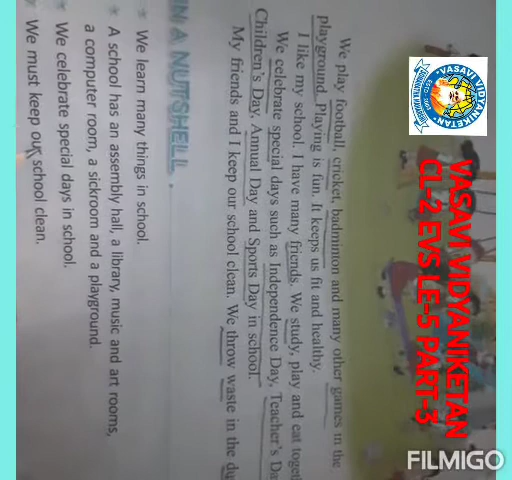 VASAVI VIDYANIKETAN
CL-2 EVS LE-5 PART-3
VASAVI VIDYANIKETAN
ESTD: 2003
We play football, cricket, badminton and many other games in the
playground. Playing is fun. It keeps us fit and healthy.
I like my school. I have many friends. We study, play and eat toget
We celebrate special days such as Independence Day, Teacher's Da
Children's Day, Annual Day and Sports Day in school.
My friends and I keep our school clean. We throw waste in the du
IN A NUTSHELL
We learn many things in school.
A school has an assembly hall, a library, music and art rooms,
a computer room, a sickroom and a playground.
We celebrate special days in school.
We must keep our school clean.
FILMIGO